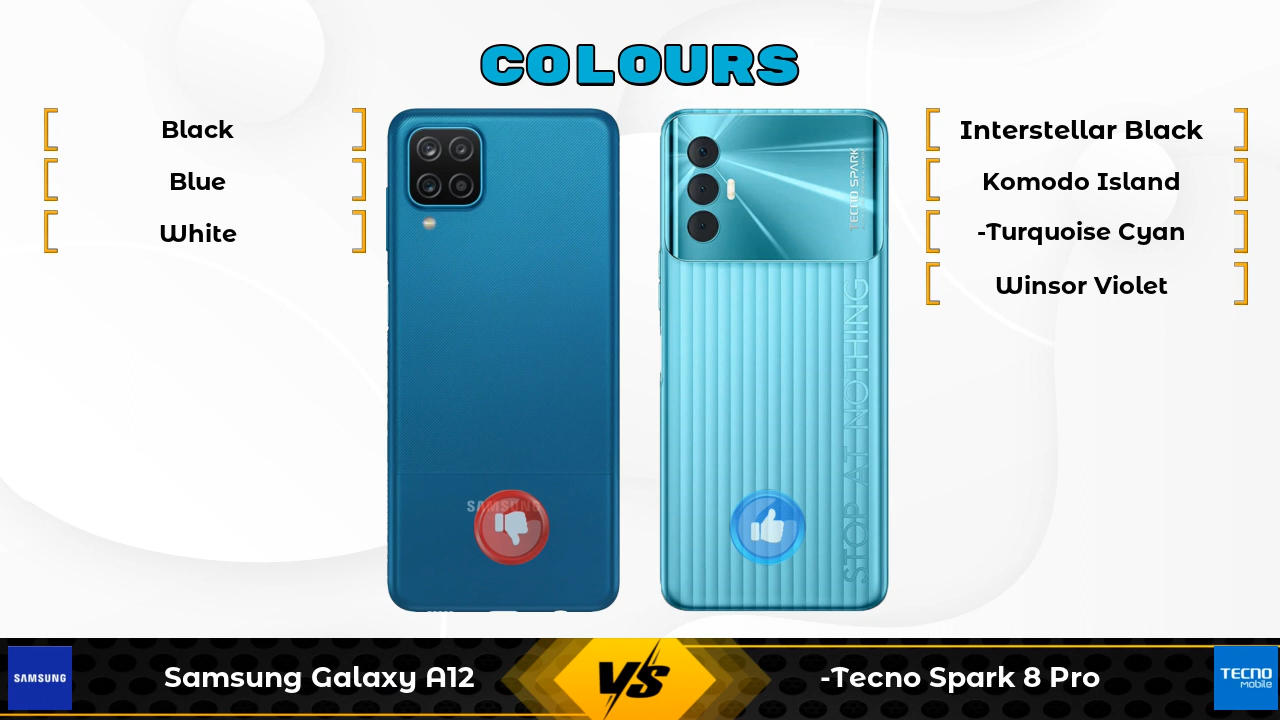 COLOURS
Black
Blue
White
Interstellar Black
Komodo Island
-Turquoise Cyan
Winsor Violet
SAMSUNG
TECNO SPARK
STOP AT NOTHING
SAMSUNG
Samsung Galaxy A12
VS
-Tecno Spark 8 Pro
TECNO
mobile